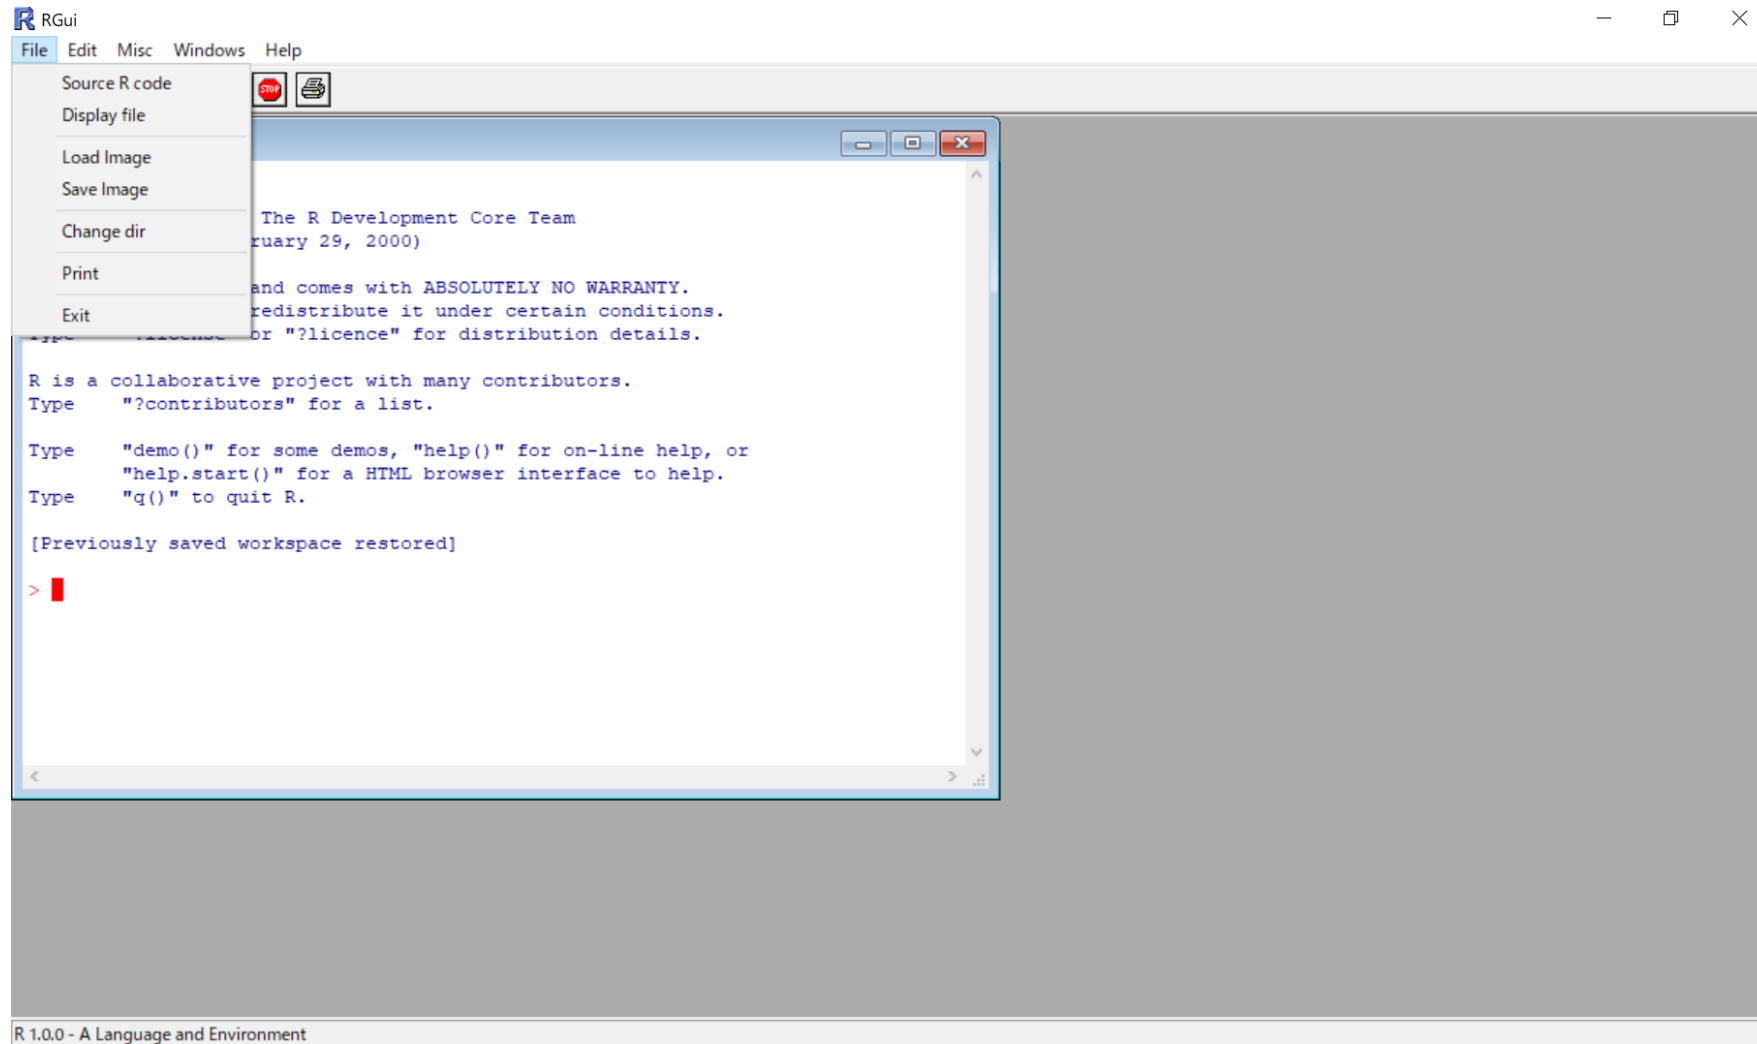 RGui
File Edit Misc Windows Help
Source R code
Display file
Load Image
Save Image
Change dir
Print
Exit
STOP
The R Development Core Team
ruary 29, 2000)
and comes with ABSOLUTELY NO WARRANTY.
redistribute it under certain conditions.
Type "?license" or "?licence" for distribution details.
R is a collaborative project with many contributors.
Type "?contributors" for a list.
Type "demo()" for some demos, "help()" for on-line help, or
"help.start()" for a HTML browser interface to help.
Type "q()" to quit R.
[Previously saved workspace restored]
>
R 1.0.0 - A Language and Environment